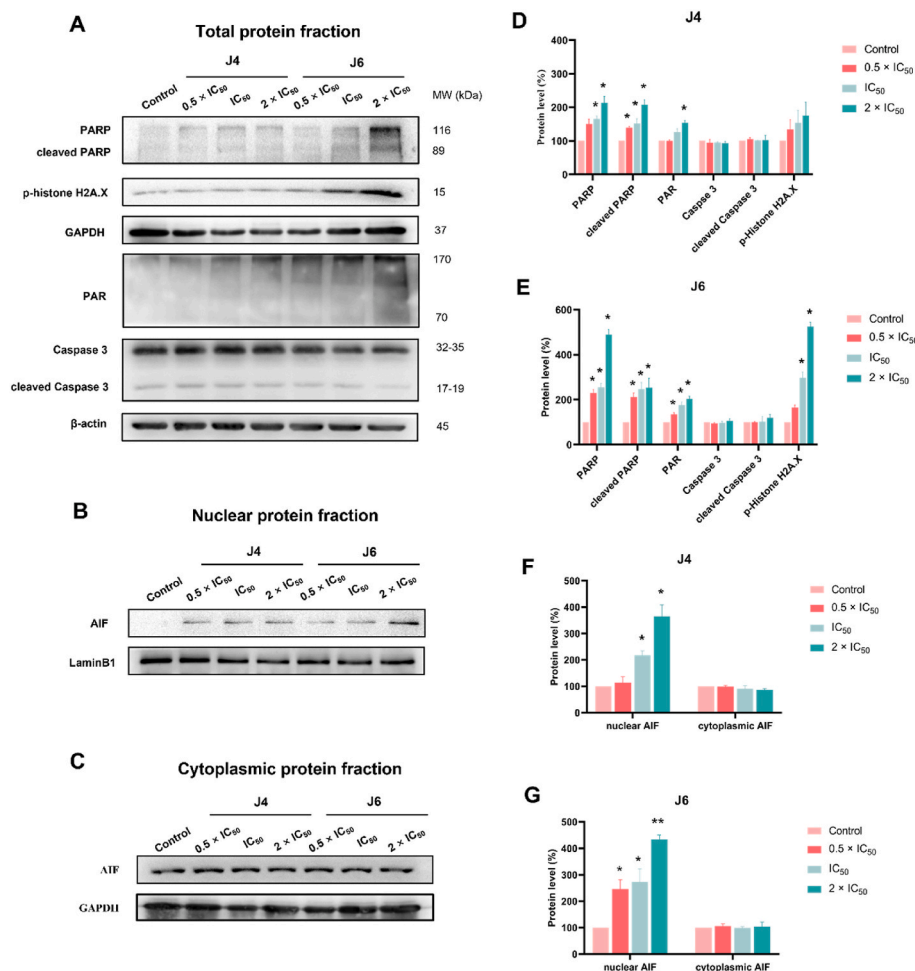 A
Total protein fraction
J4 J6
Control 0.5 × IC50 IC50 2 × IC50 0.5 × IC50 IC50 2 × IC50 MW (kDa)
PARP 116
cleaved PARP 89
p-histone H2A.X 15
GAPDH 37
170
PAR
70
Caspase 3 32-35
cleaved Caspase 3 17-19
β-actin 45
B
Nuclear protein fraction
J4 J6
Control 0.5 × IC50 IC50 2 × IC50 0.5 × IC50 IC50 2 × IC50
AIF
LaminB1
C
Cytoplasmic protein fraction
J4 J6
Control 0.5 × IC50 IC50 2 × IC50 0.5 × IC50 IC50 2 × IC50
AIF
GAPDH
D
J4
Protein level (%)
400
300
200
100
0
* * * * * * *
PARP cleaved PARP PAR Caspse 3 cleaved Caspase 3 p-Histone H2A.X
Control
0.5 × IC50
IC50
2 × IC50
E
J6
Protein level (%)
600
400
200
0
* * * * * * * * * * *
PARP cleaved PARP PAR Caspase 3 cleaved Caspase 3 p-Histone H2A.X
Control
0.5 × IC50
IC50
2 × IC50
F
J4
Protein level (%)
500
400
300
200
100
0
* *
nuclear AIF cytoplasmic AIF
Control
0.5 × IC50
IC50
2 × IC50
G
J6
Protein level (%)
500
400
300
200
100
0
* * **
nuclear AIF cytoplasmic AIF
Control
0.5 × IC50
IC50
2 × IC50